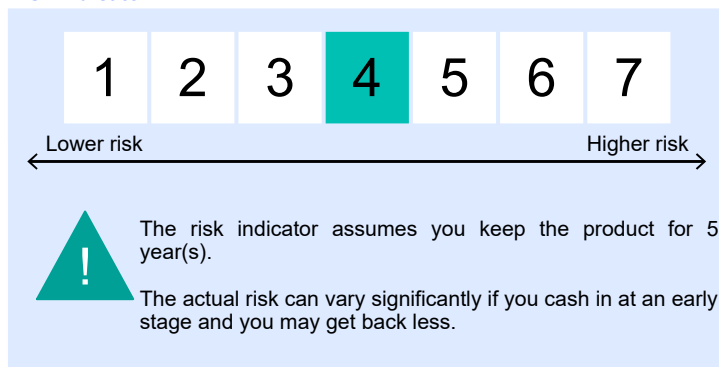 1 2 3 4 5 6 7
Lower risk Higher risk
! The risk indicator assumes you keep the product for 5
year(s).
The actual risk can vary significantly if you cash in at an early
stage and you may get back less.